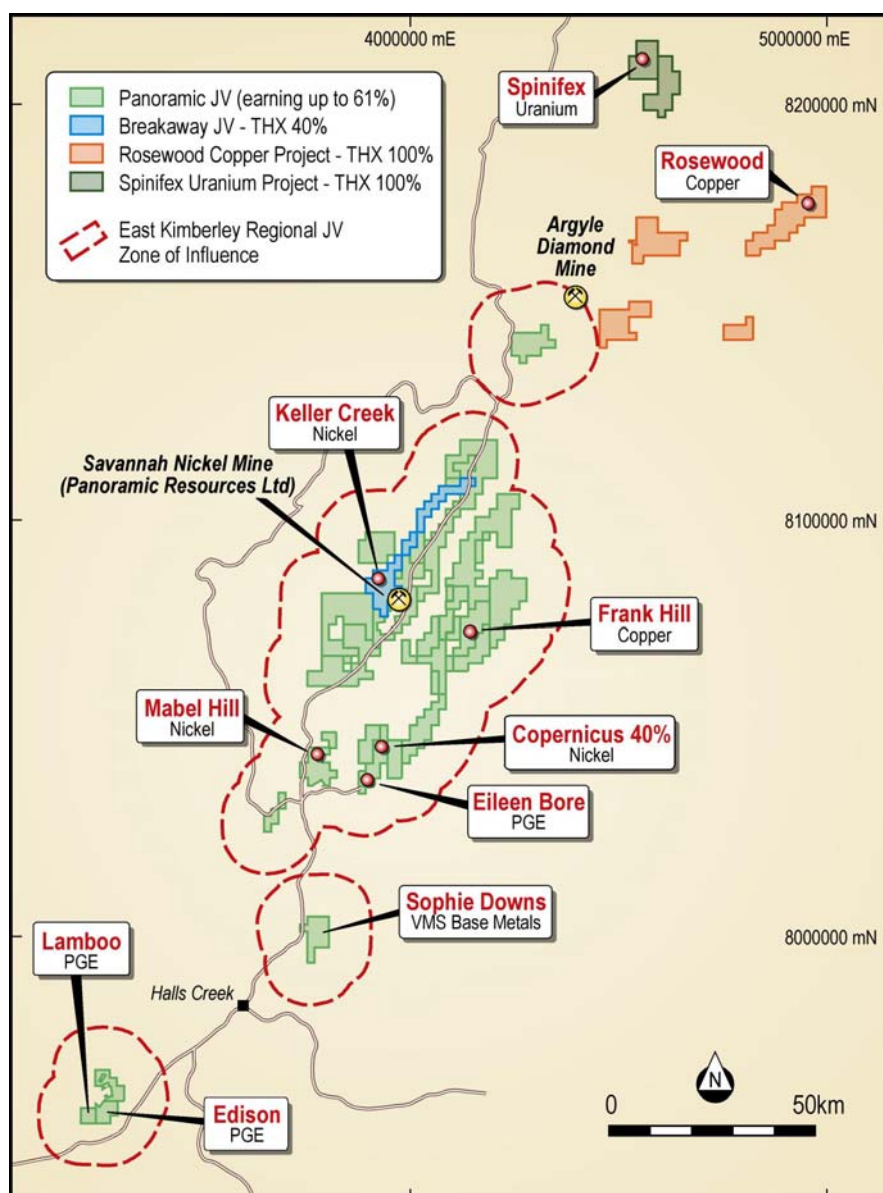 4000000 mE
5000000 mE
Panoramic JV (earning up to 61%)
Breakaway JV - THX 40%
Rosewood Copper Project - THX 100%
Spinifex Uranium Project - THX 100%
East Kimberley Regional JV
Zone of Influence
Spinifex
Uranium
8200000 mN
Rosewood
Copper
Argyle
Diamond
Mine
Keller Creek
Nickel
Savannah Nickel Mine
(Panoramic Resources Ltd)
8100000 mN
Frank Hill
Copper
Mabel Hill
Nickel
Copernicus 40%
Nickel
Eileen Bore
PGE
Sophie Downs
VMS Base Metals
8000000 mN
Lamboo
PGE
Halls Creek
Edison
PGE
N
0 50km